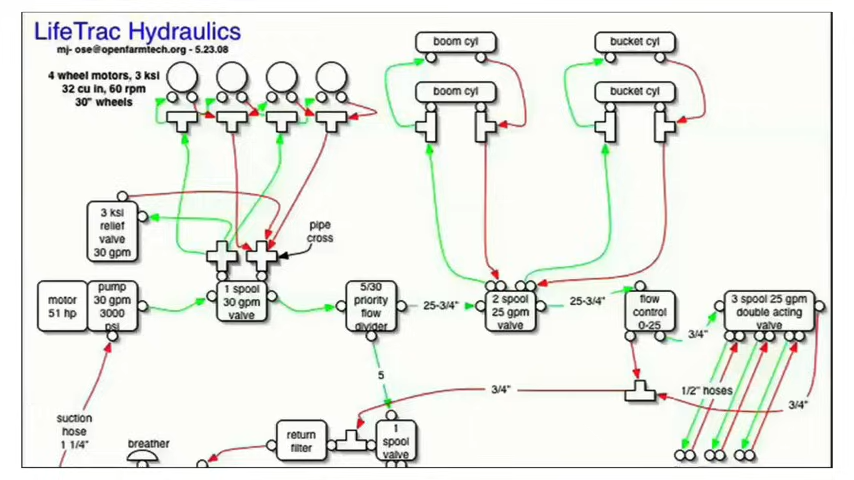 LifeTrac Hydraulics
mj- ose@openfarmtech.org - 5.23.08
4 wheel motors, 3 ksi
32 cu in, 60 rpm
30" wheels
boom cyl
bucket cyl
boom cyl
bucket cyl
3 ksi
relief
valve
30 gpm
pipe
cross
motor
51 hp
pump
30 gpm
3000
psi
1 spool
30 gpm
valve
5/30
priority
flow
divider
25-3/4"
2 spool
25 gpm
valve
25-3/4"
flow
control
0-25
3/4"
3 spool 25 gpm
double acting
valve
5
3/4"
1/2" hoses
3/4"
suction
hose
1 1/4"
breather
return
filter
1
spool
valve